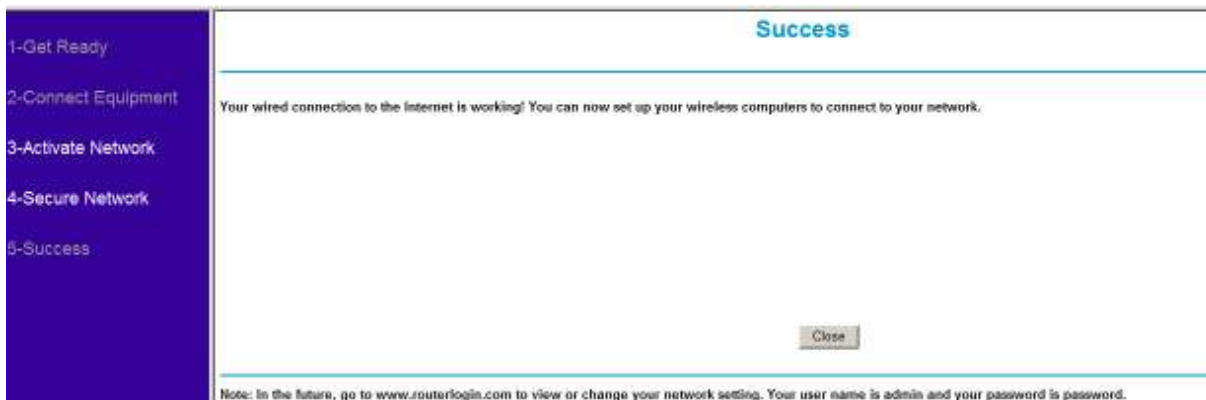 1-Get Ready
2-Connect Equipment
3-Activate Network
4-Secure Network
5-Success
Success
Your wired connection to the Internet is working! You can now set up your wireless computers to connect to your network.
Close
Note: In the future, go to www.routerlogin.com to view or change your network setting. Your user name is admin and your password is password.